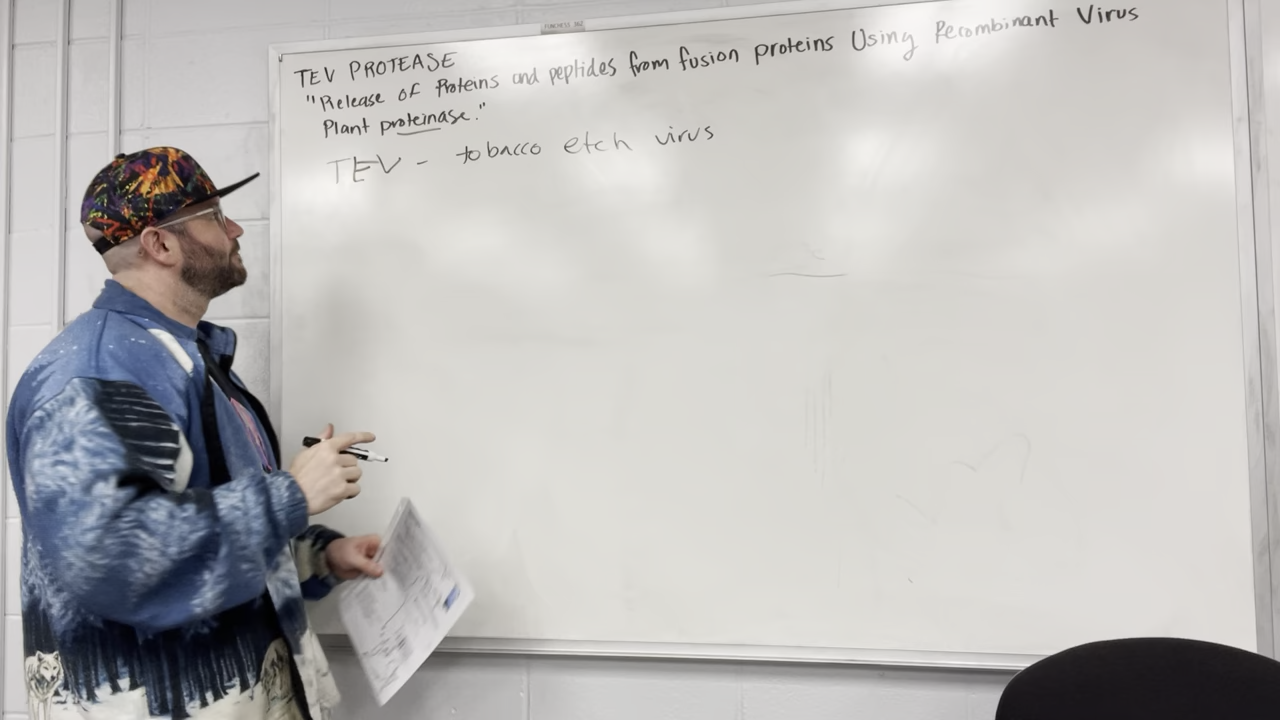 TEV PROTEASE
"Release of Proteins and peptides from fusion proteins Using Recombinant Virus
Plant proteinase."
TEV - tobacco etch virus